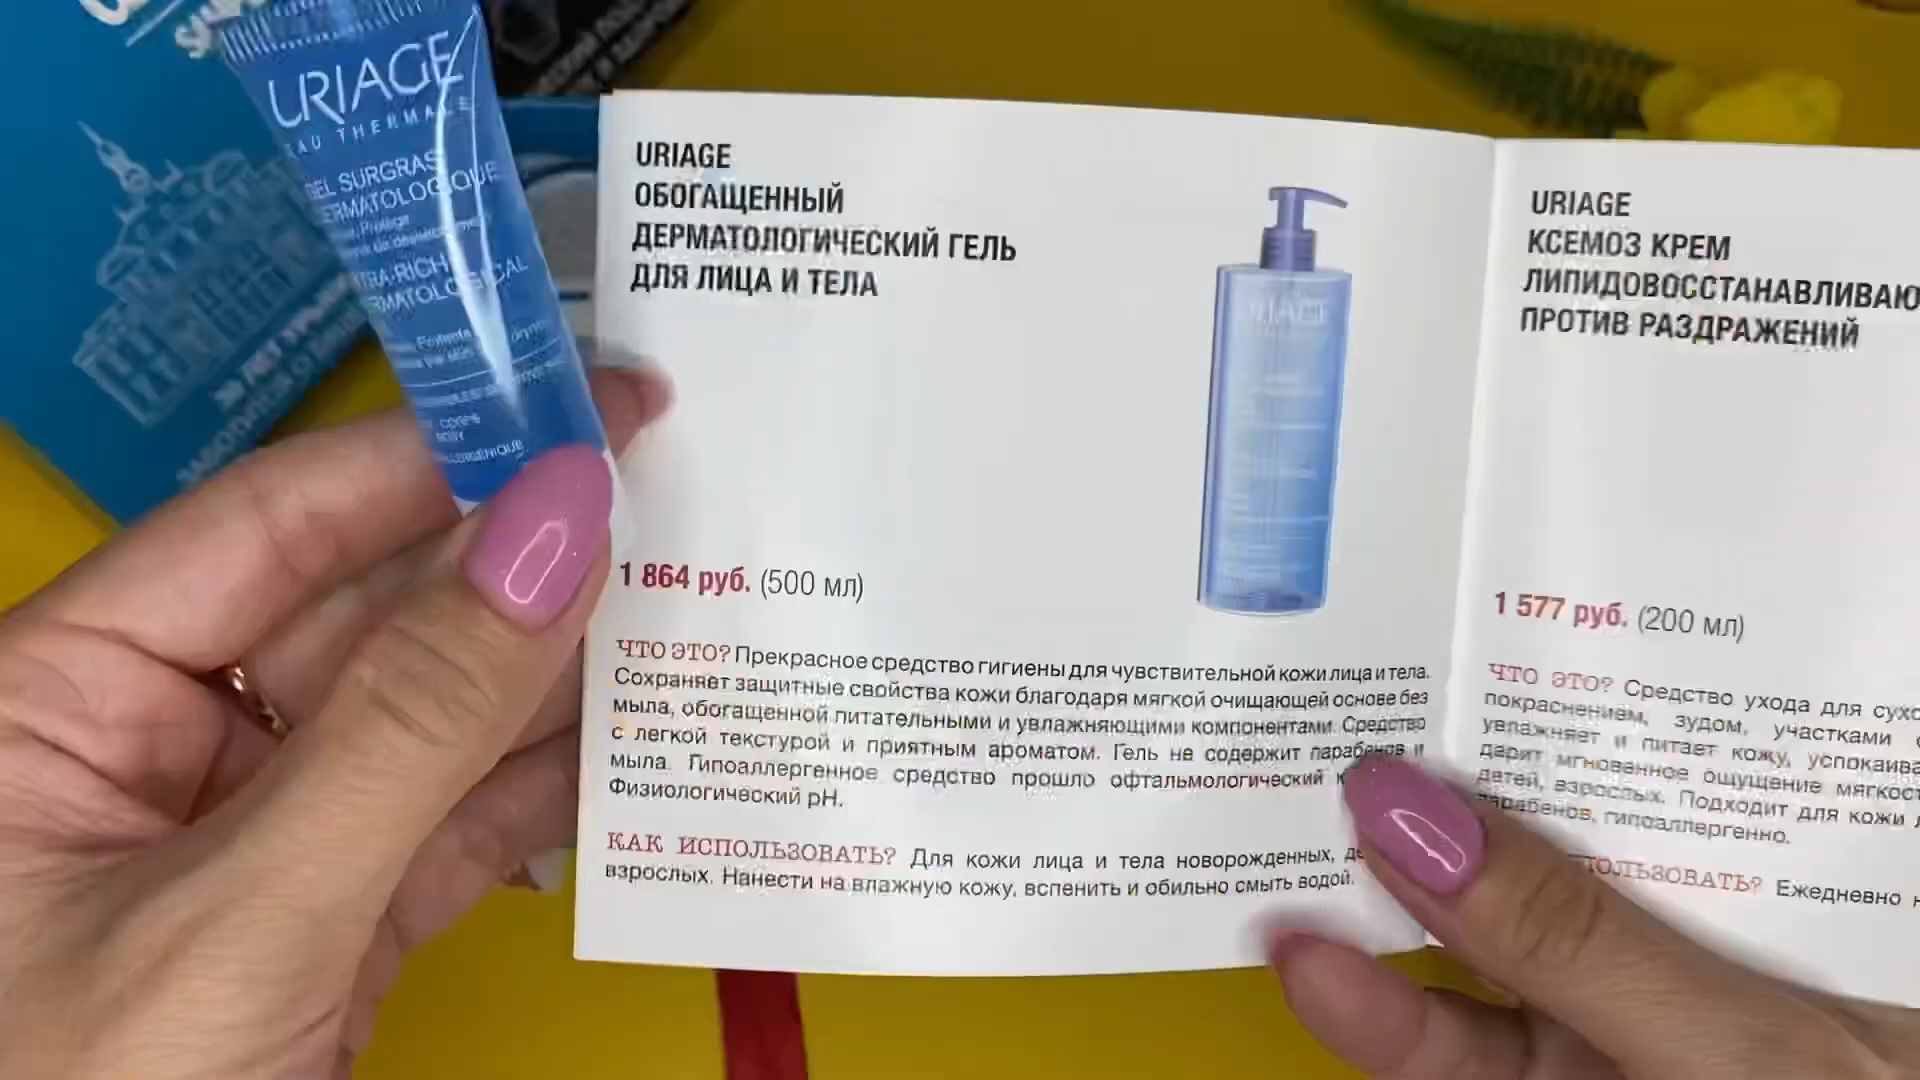 URIAGE
EAU THERMALE
GEL SURGRAS
DERMATOLOGIQUE
EXTRA-RICH
DERMATOLOGICAL
URIAGE
ОБОГАЩЕННЫЙ
ДЕРМАТОЛОГИЧЕСКИЙ ГЕЛЬ
ДЛЯ ЛИЦА И ТЕЛА
1 864 руб. (500 мл)
ЧТО ЭТО? Прекрасное средство гигиены для чувствительной кожи лица и тела.
Сохраняет защитные свойства кожи благодаря мягкой очищающей основе без
мыла, обогащенной питательными и увлажняющими компонентами. Средство
с легкой текстурой и приятным ароматом. Гель не содержит парабенов и
мыла. Гипоаллергенное средство прошло офтальмологический
Физиологический pH.
КАК ИСПОЛЬЗОВАТЬ? Для кожи лица и тела новорожденных,
взрослых. Нанести на влажную кожу, вспенить и обильно смыть водой.
URIAGE
КСЕМОЗ КРЕМ
ЛИПИДОВОССТАНАВЛИВАЮ
ПРОТИВ РАЗДРАЖЕНИЙ
1 577 руб. (200 мл)
ЧТО ЭТО? Средство ухода для сухо
покраснением, зудом, участками
увлажняет и питает кожу, успокаива
дарит мгновенное ощущение мягкост
детей, взрослых. Подходит для кожи
парабенов, гипоаллергенно.
ПОЛЬЗОВАТЬ? Ежедневно